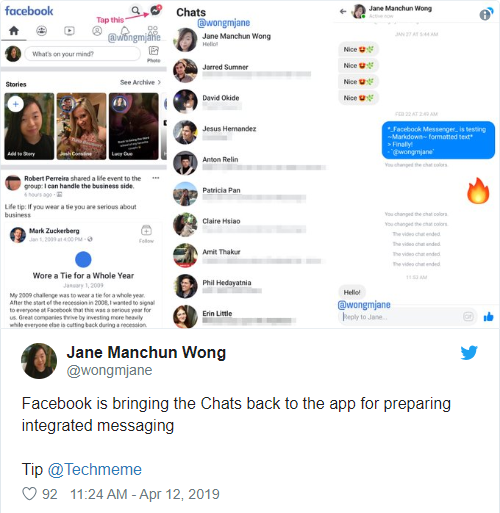 facebook
Tap this
@wongmjane
What's on your mind?
Photo
Stories
See Archive >
Add to Story
Josh Constine
Lucy Guo
Robert Perreira shared a life event to the
group: I can handle the business side.
6 hours ago
Life tip: If you wear a tie you are serious about
business
Mark Zuckerberg
Jan 1, 2009 at 4:00 PM
Follow
Wore a Tie for a Whole Year
January 1, 2009
My 2009 challenge was to wear a tie for a whole year.
After the start of the recession in 2008, I wanted to signal
to everyone at Facebook that this was a serious year for
us. Great companies thrive by investing more heavily
while everyone else is cutting back during a recession.
Chats
@wongmjane
Jane Manchun Wong
Hello!
Jarred Sumner
David Okide
Jesus Hernandez
Anton Relin
Patricia Pan
Claire Hsiao
Amit Thakur
Phil Hedayatnia
Erin Little
Jane Manchun Wong
Active now
Nice 😍🌿
Nice 😍🌿
Nice 😍🌿
Nice 😍🌿
*_Facebook Messenger_ is testing
~Markdown~ formatted text*
> Finally!
`@wongmjane`
You changed the chat colors.
🔥
You changed the chat colors.
You changed the chat colors.
The video chat ended.
The video chat ended.
The video chat ended.
The video chat ended.
Hello!
@wongmjane
Reply to Jane...
Jane Manchun Wong
@wongmjane
Facebook is bringing the Chats back to the app for preparing
integrated messaging
Tip @Techmeme
92 11:24 AM - Apr 12, 2019